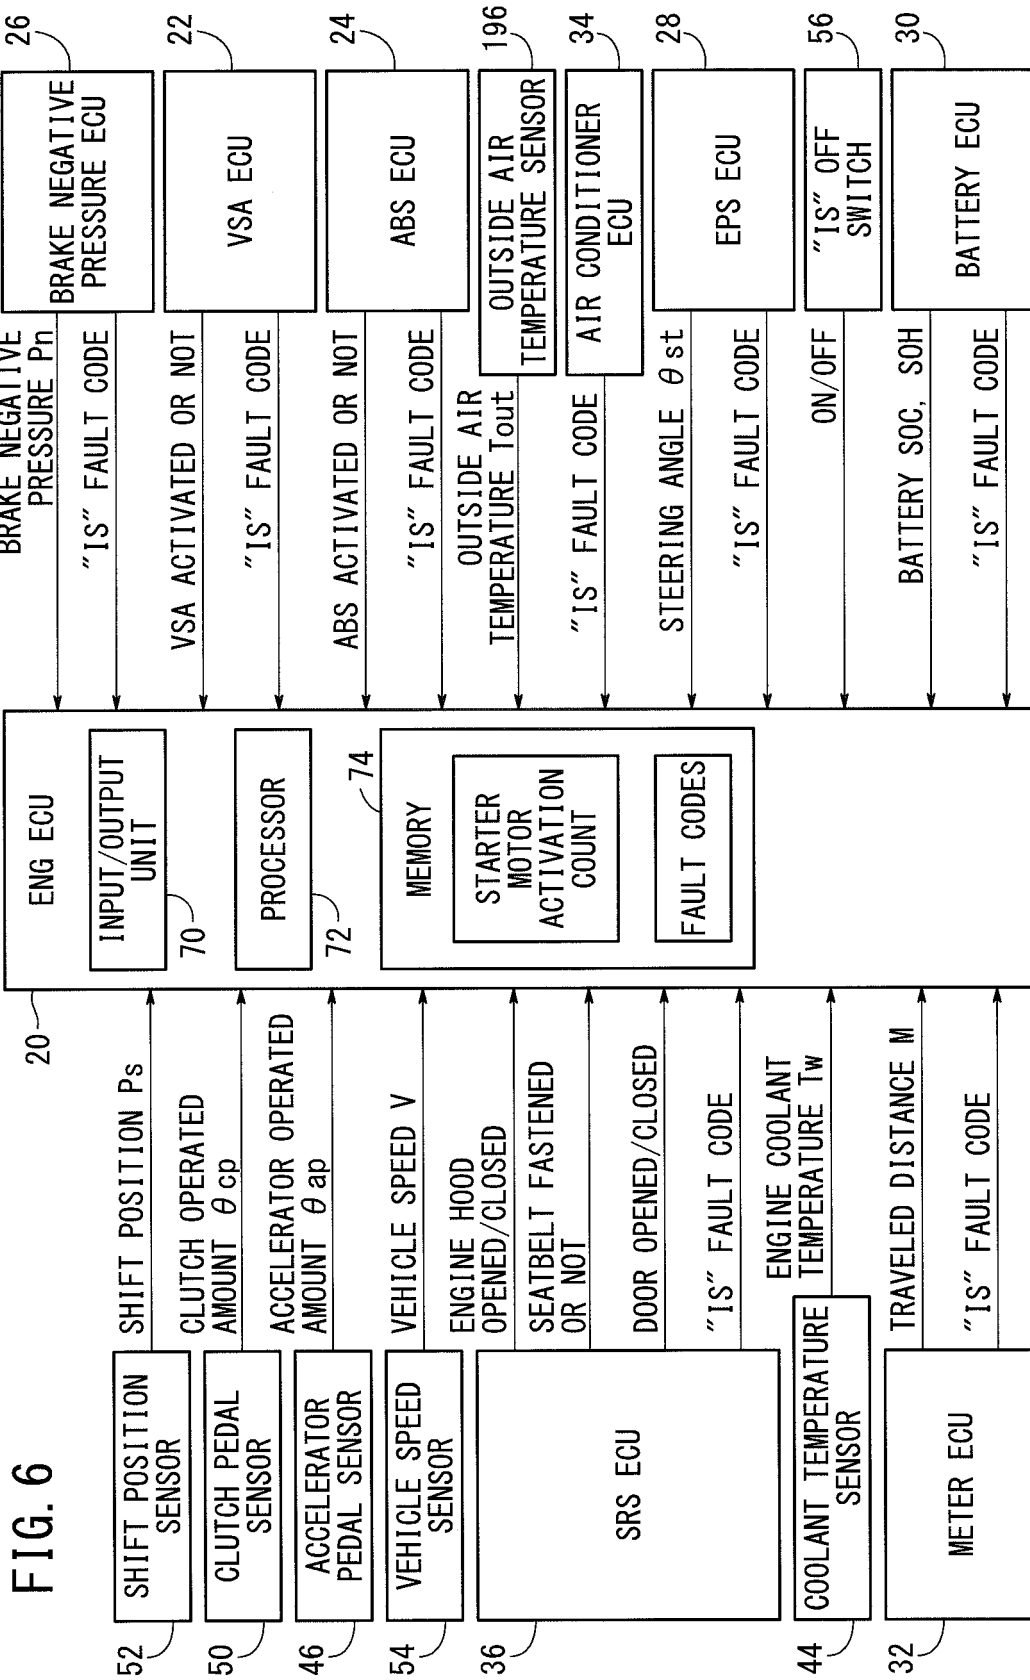 FIG. 6
52
SHIFT POSITION
SENSOR
SHIFT POSITION Ps
50
CLUTCH PEDAL
SENSOR
CLUTCH OPERATED
AMOUNT θcp
46
ACCELERATOR
PEDAL SENSOR
ACCELERATOR OPERATED
AMOUNT θap
54
VEHICLE SPEED
SENSOR
VEHICLE SPEED V
36
SRS ECU
ENGINE HOOD
OPENED/CLOSED
SEATBELT FASTENED
OR NOT
DOOR OPENED/CLOSED
"IS" FAULT CODE
44
COOLANT TEMPERATURE
SENSOR
ENGINE COOLANT
TEMPERATURE Tw
32
METER ECU
TRAVELED DISTANCE M
"IS" FAULT CODE
20
ENG ECU
INPUT/OUTPUT
UNIT
70
PROCESSOR
72
74
MEMORY
STARTER
MOTOR
ACTIVATION
COUNT
FAULT CODES
BRAKE NEGATIVE
PRESSURE Pn
"IS" FAULT CODE
BRAKE NEGATIVE
PRESSURE ECU
26
VSA ACTIVATED OR NOT
"IS" FAULT CODE
VSA ECU
22
ABS ACTIVATED OR NOT
"IS" FAULT CODE
ABS ECU
24
OUTSIDE AIR
TEMPERATURE Tout
OUTSIDE AIR
TEMPERATURE SENSOR
196
"IS" FAULT CODE
AIR CONDITIONER
ECU
34
STEERING ANGLE θst
"IS" FAULT CODE
EPS ECU
28
ON/OFF
"IS" OFF
SWITCH
56
BATTERY SOC, SOH
"IS" FAULT CODE
BATTERY ECU
30